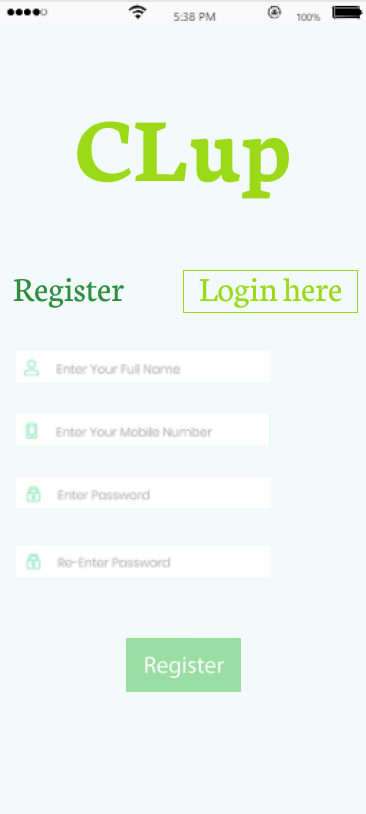 5:38 PM 100%
CLup
Register Login here
Enter Your Full Name
Enter Your Mobile Number
Enter Password
Re-Enter Password
Register